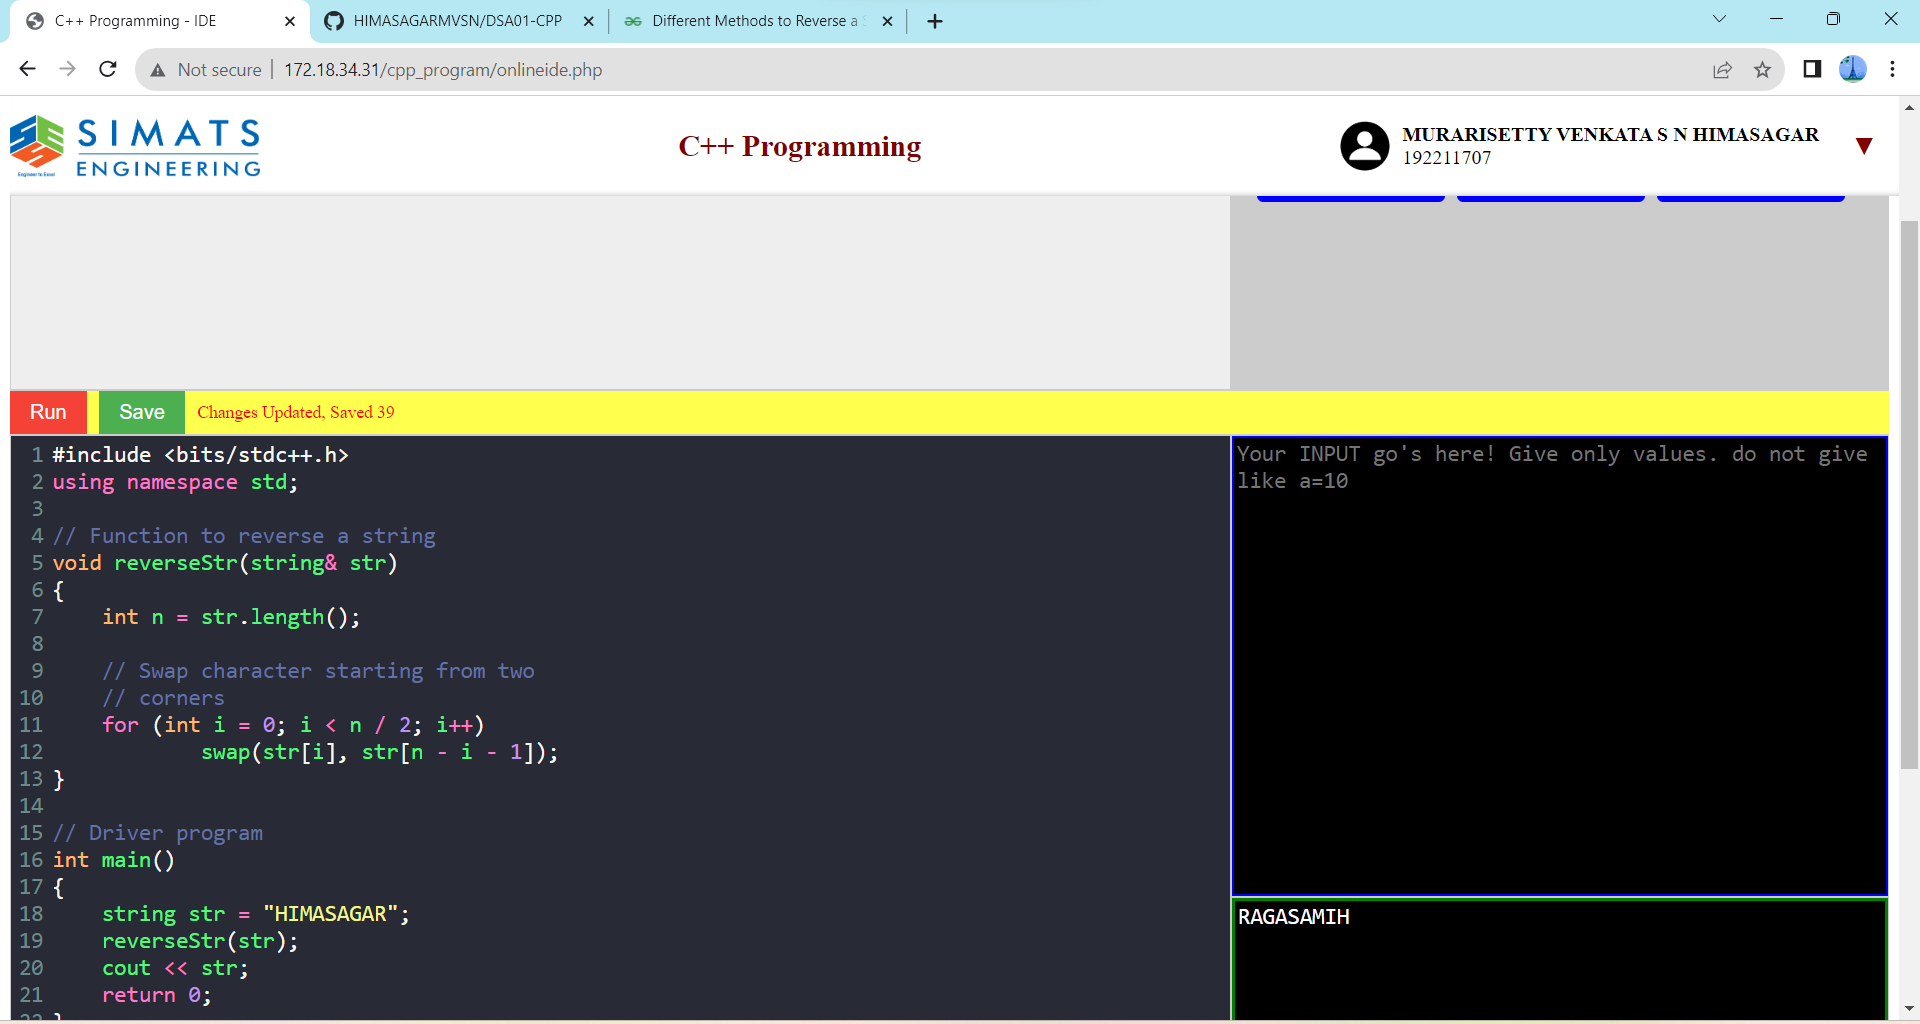 C++ Programming - IDE
HIMASAGARMVSN/DSA01-CPP
Different Methods to Reverse a
Not secure
172.18.34.31/cpp_program/onlineide.php
SIMATS
ENGINEERING
Engineer to Excel
C++ Programming
MURARISETTY VENKATA S N HIMASAGAR
192211707
Run
Save
Changes Updated, Saved 39
1 #include <bits/stdc++.h>
2 using namespace std;
3
4 // Function to reverse a string
5 void reverseStr(string& str)
6 {
7     int n = str.length();
8
9     // Swap character starting from two
10     // corners
11     for (int i = 0; i < n / 2; i++)
12             swap(str[i], str[n - i - 1]);
13 }
14
15 // Driver program
16 int main()
17 {
18     string str = "HIMASAGAR";
19     reverseStr(str);
20     cout << str;
21     return 0;
22 }
Your INPUT go's here! Give only values. do not give
like a=10
RAGASAMIH